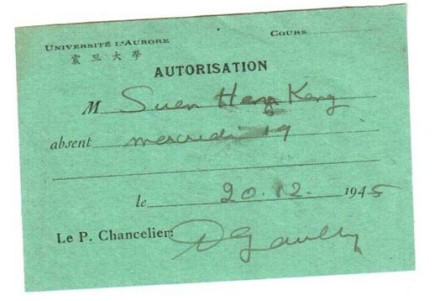 UNIVERSITÉ L'AURORE
COURS
震旦大學
AUTORISATION
M Suen Heng Kang
absent mercredi 19
le 20.12. 1945
Le P. Chancelier: